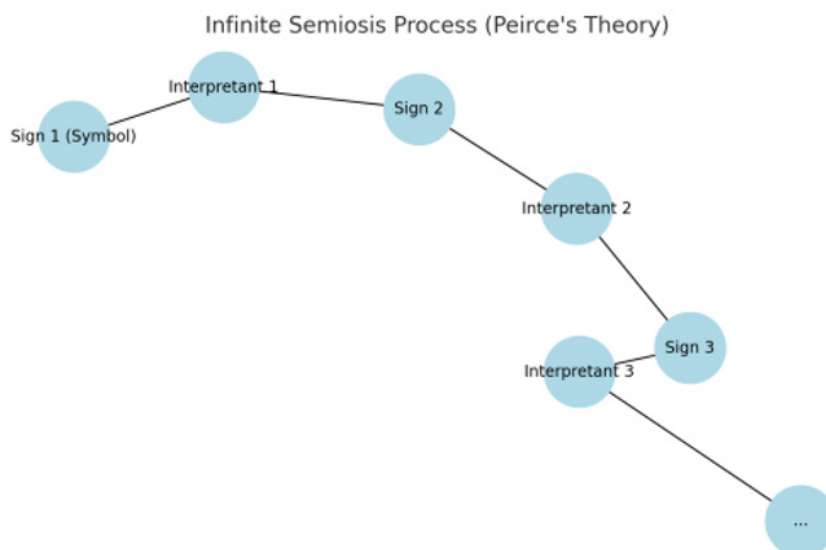 Infinite Semiosis Process (Peirce's Theory)
Interpretant 1
Sign 2
Sign 1 (Symbol)
Interpretant 2
Sign 3
Interpretant 3
...